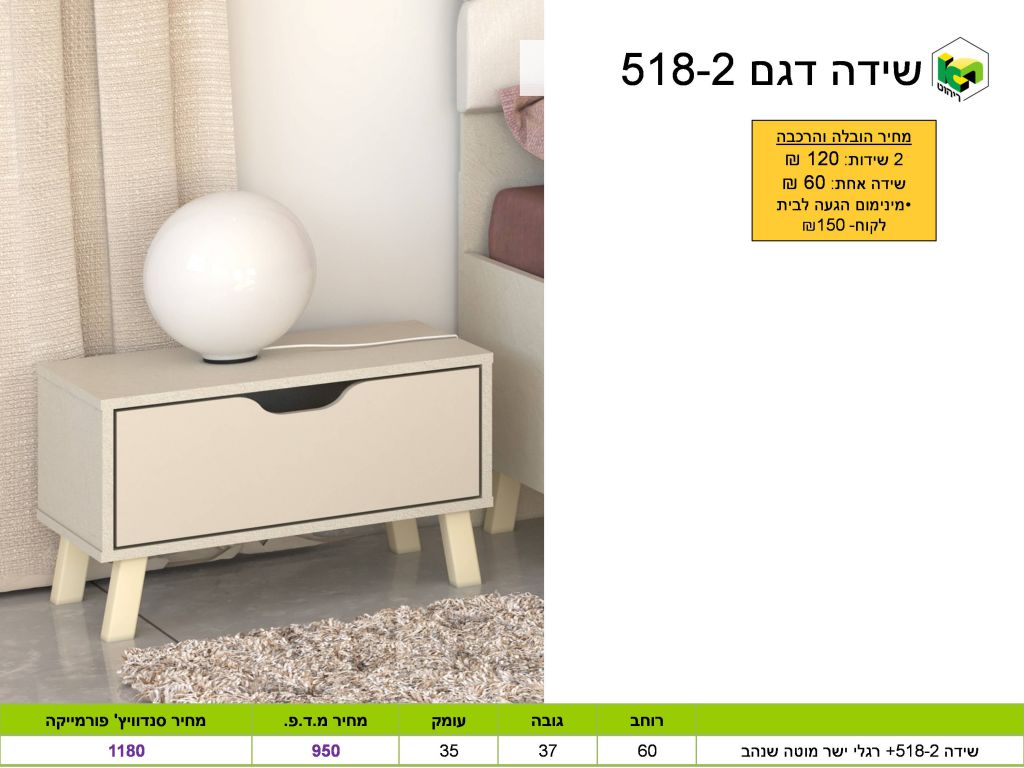 שידה דגם 518-2
ריהוט
מחיר הובלה והרכבה
2 שידות: 120 ₪
שידה אחת: 60 ₪
•מינימום הגעה לבית
לקוח- 150₪
רוחב גובה עומק מחיר מ.ד.פ. מחיר סנדוויץ' פורמייקה
שידה 518-2+ רגלי ישר מוטה שנהב 60 37 35 950 1180